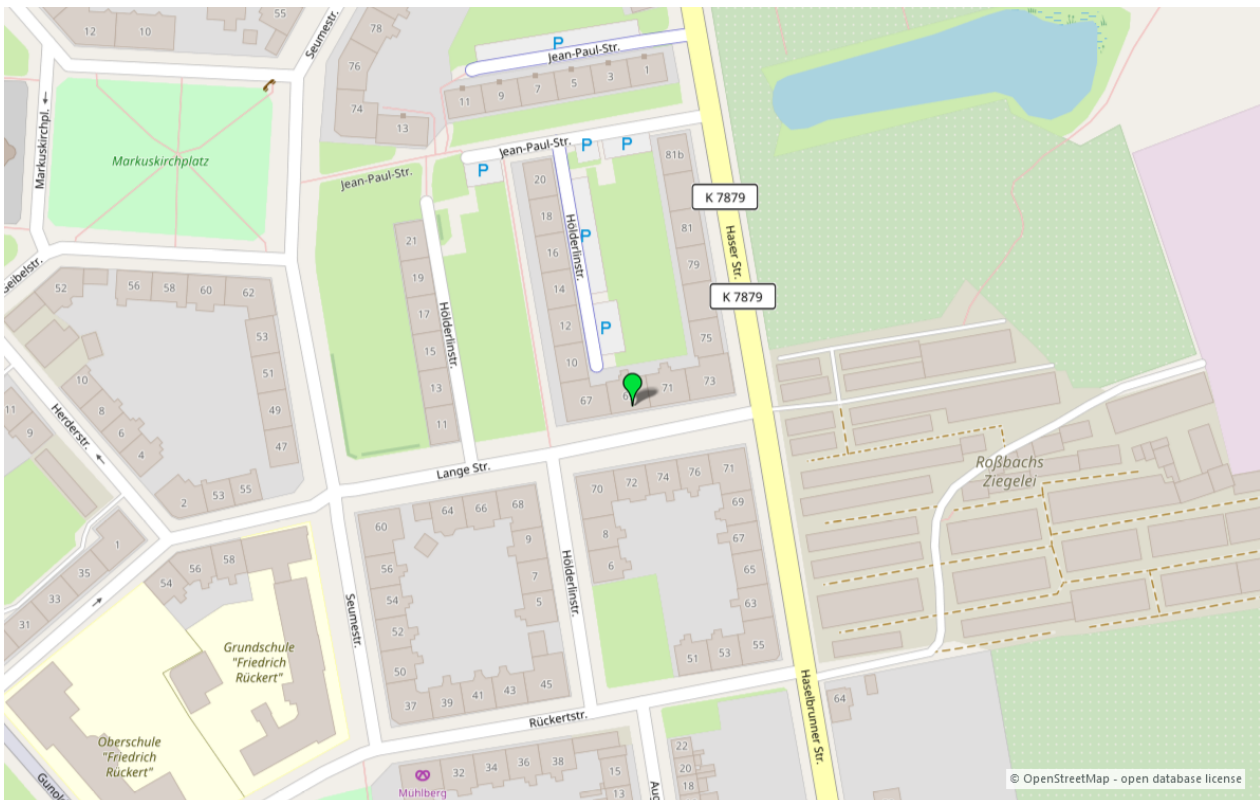 12
10
55
Seumestr.
78
76
74
13
P
Jean-Paul-Str.
11
9
7
5
3
1
Markuskirchpl.
Markuskirchplatz
Jean-Paul-Str.
P
P
P
Jean-Paul-Str.
81b
K 7879
20
18
16
14
12
10
Hölderlinstr.
P
P
81
79
75
Haser Str.
K 7879
21
19
17
15
13
11
Hölderlinstr.
52
56
58
60
62
53
51
49
47
10
8
6
4
2
53
55
Herderstr.
11
9
67
71
73
Lange Str.
Roßbachs
Ziegelei
60
64
66
68
56
54
52
50
37
39
41
43
45
9
7
5
Hölderlinstr.
70
72
74
76
71
8
6
69
67
65
63
51
53
55
1
35
33
31
54
56
58
Seumestr.
Grundschule
"Friedrich
Rückert"
Oberschule
"Friedrich
Rückert"
Rückertstr.
Haselbrunner Str.
64
Muhlberg
32
34
36
38
15
13
22
20
18
© OpenStreetMap - open database license